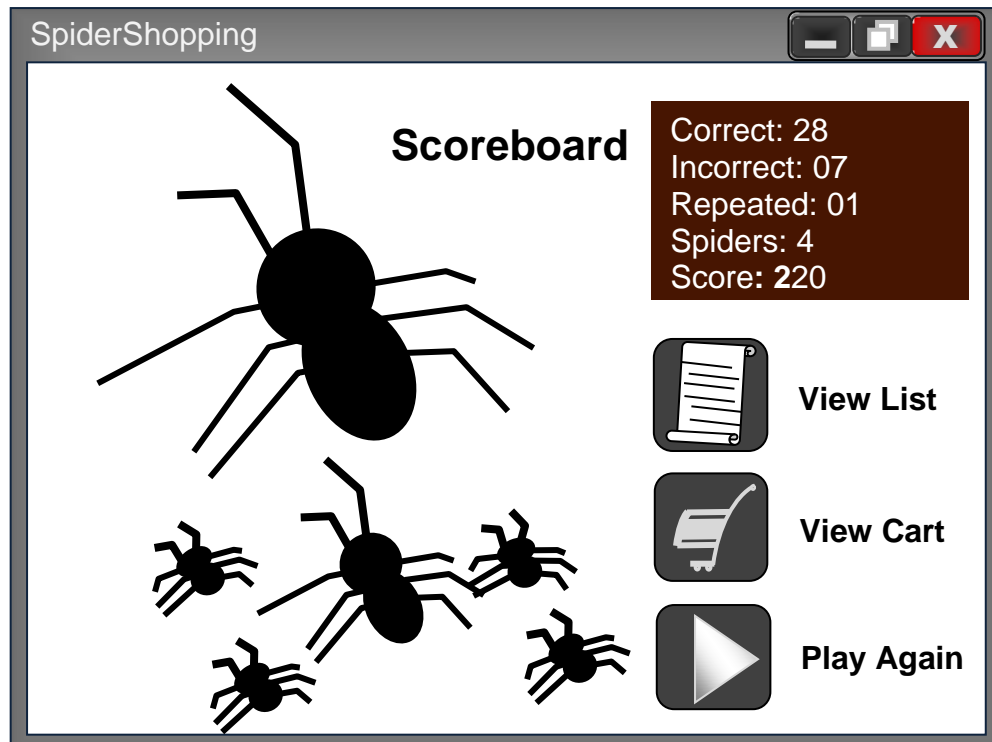 SpiderShopping
X
Scoreboard
Correct: 28
Incorrect: 07
Repeated: 01
Spiders: 4
Score: 220
View List
View Cart
Play Again